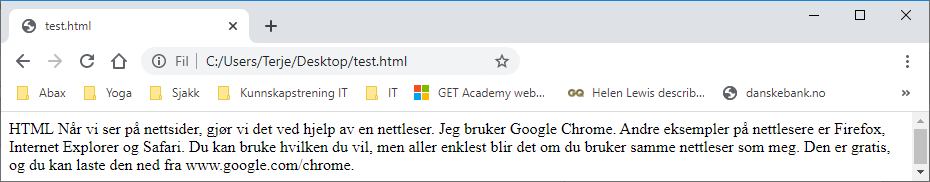 test.html
Fil C:/Users/Terje/Desktop/test.html
Abax Yoga Sjakk Kunnskapstrening IT IT GET Academy web... GQ Helen Lewis describ... danskebank.no »
HTML Når vi ser på nettsider, gjør vi det ved hjelp av en nettleser. Jeg bruker Google Chrome. Andre eksempler på nettlesere er Firefox,
Internet Explorer og Safari. Du kan bruke hvilken du vil, men aller enklest blir det om du bruker samme nettleser som meg. Den er gratis,
og du kan laste den ned fra www.google.com/chrome.